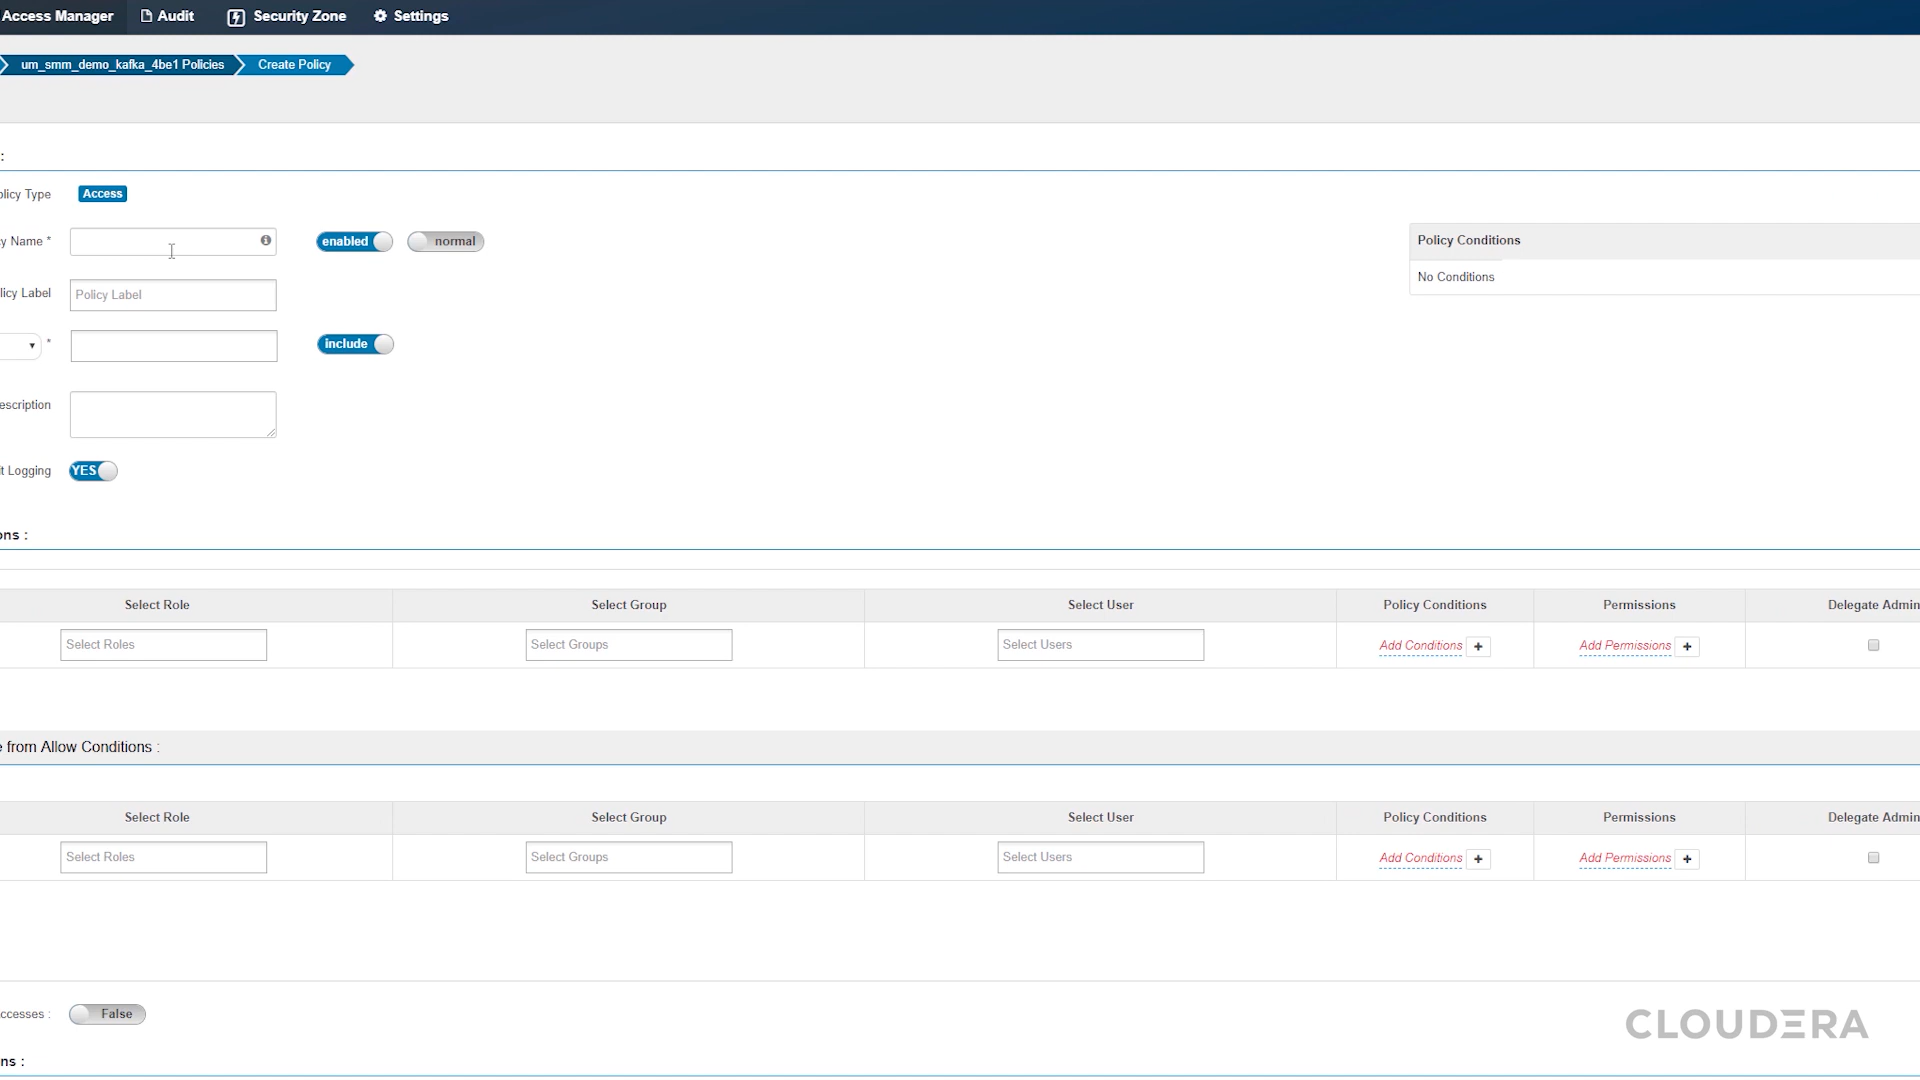 Access Manager Audit Security Zone Settings
um_smm_demo_kafka_4be1 Policies Create Policy
:
olicy Type Access
cy Name * enabled normal Policy Conditions
No Conditions
licy Label Policy Label
* include
escription
it Logging YES
ons :
Select Role Select Group Select User Policy Conditions Permissions Delegate Admin
Select Roles Select Groups Select Users Add Conditions + Add Permissions +
e from Allow Conditions :
Select Role Select Group Select User Policy Conditions Permissions Delegate Admin
Select Roles Select Groups Select Users Add Conditions + Add Permissions +
ccesses : False
CLOUDERA
ns :